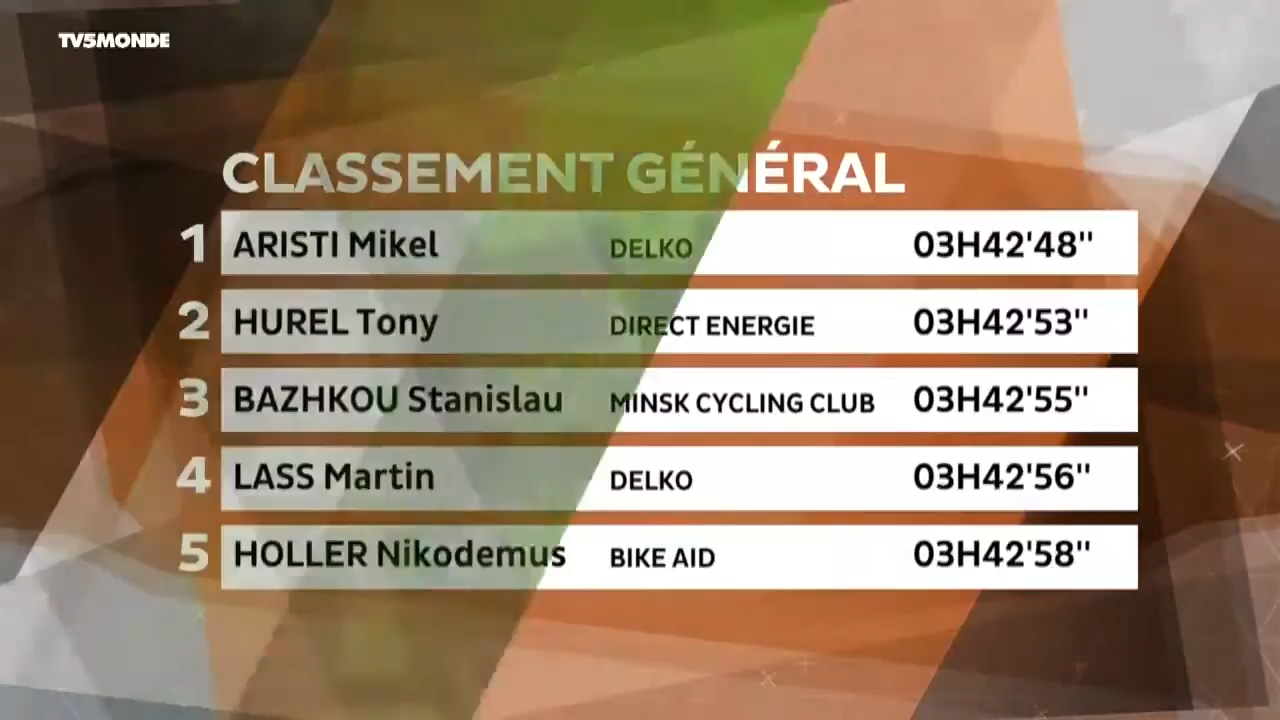 TV5MONDE
CLASSEMENT GÉNÉRAL
1 ARISTI Mikel DELKO 03H42'48"
2 HUREL Tony DIRECT ENERGIE 03H42'53"
3 BAZHKOU Stanislau MINSK CYCLING CLUB 03H42'55"
4 LASS Martin DELKO 03H42'56"
5 HOLLER Nikodemus BIKE AID 03H42'58"